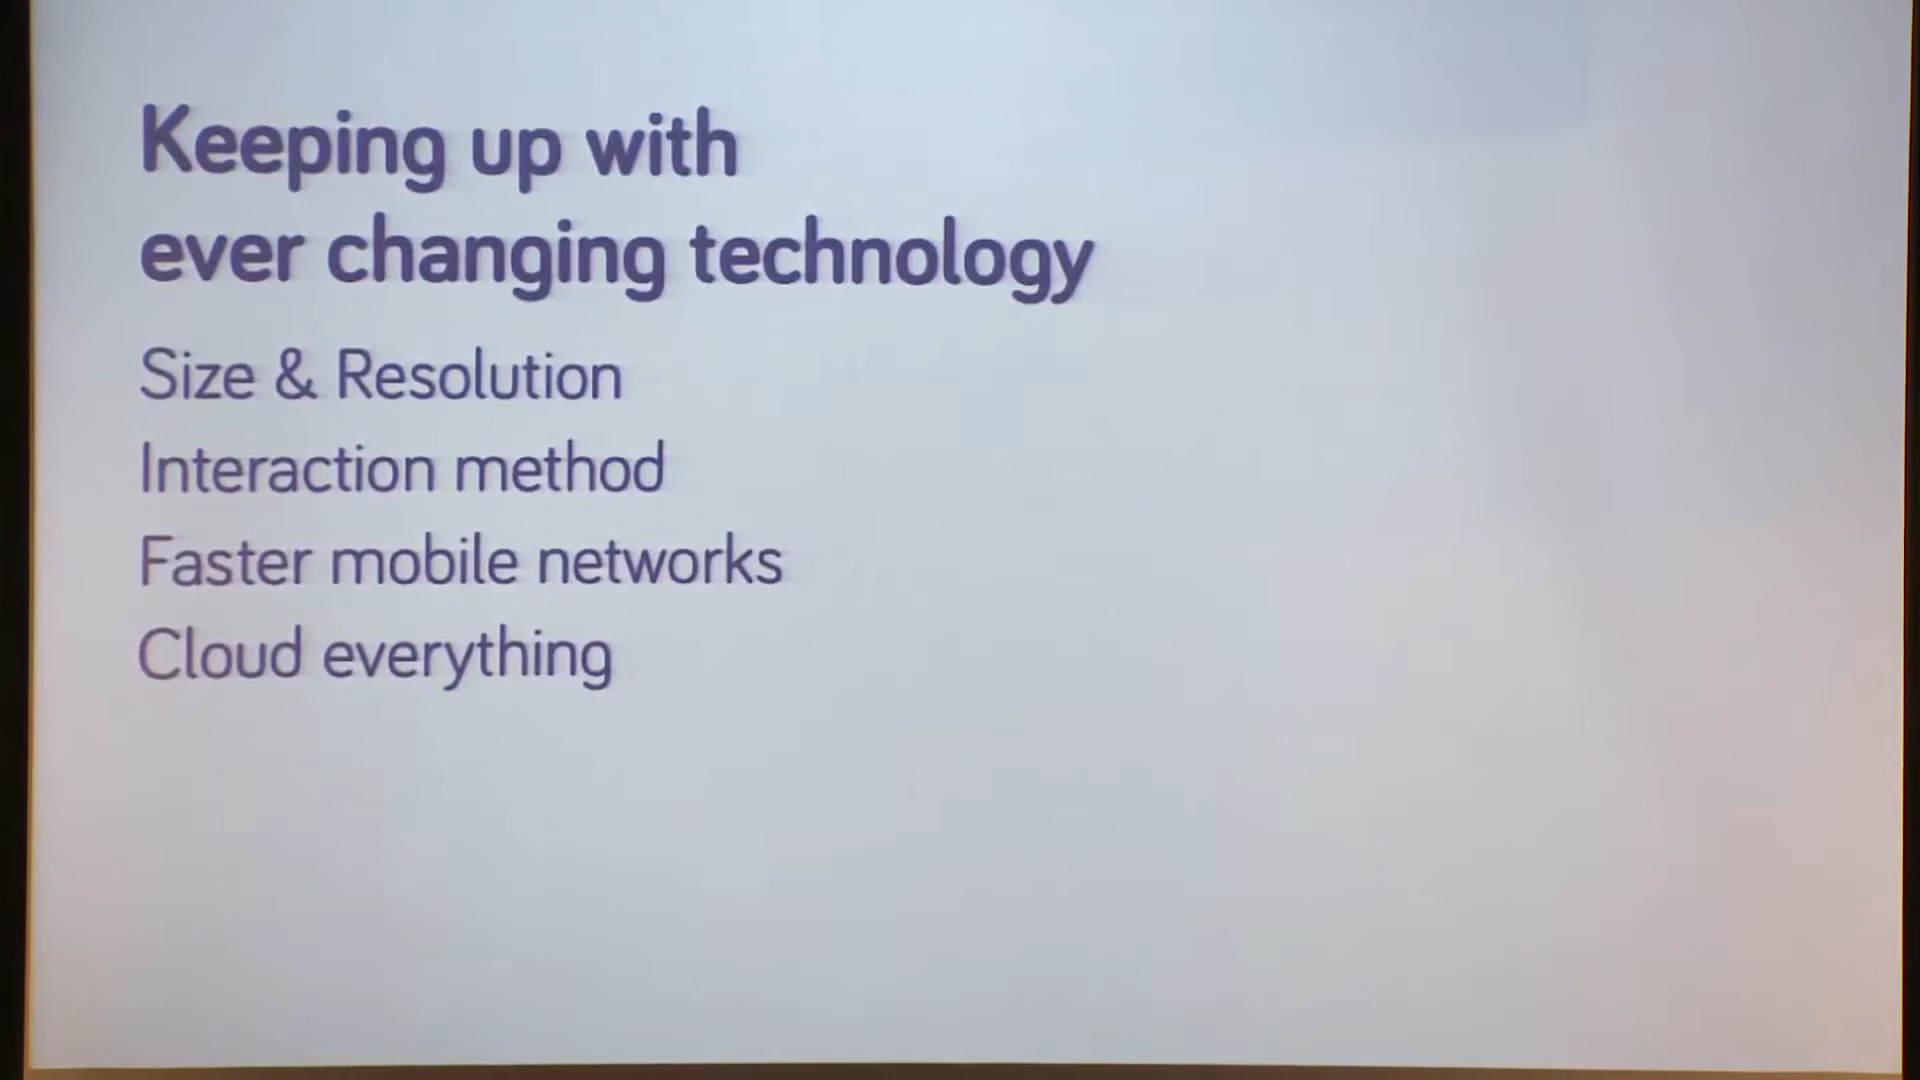 Keeping up with
ever changing technology
Size & Resolution
Interaction method
Faster mobile networks
Cloud everything